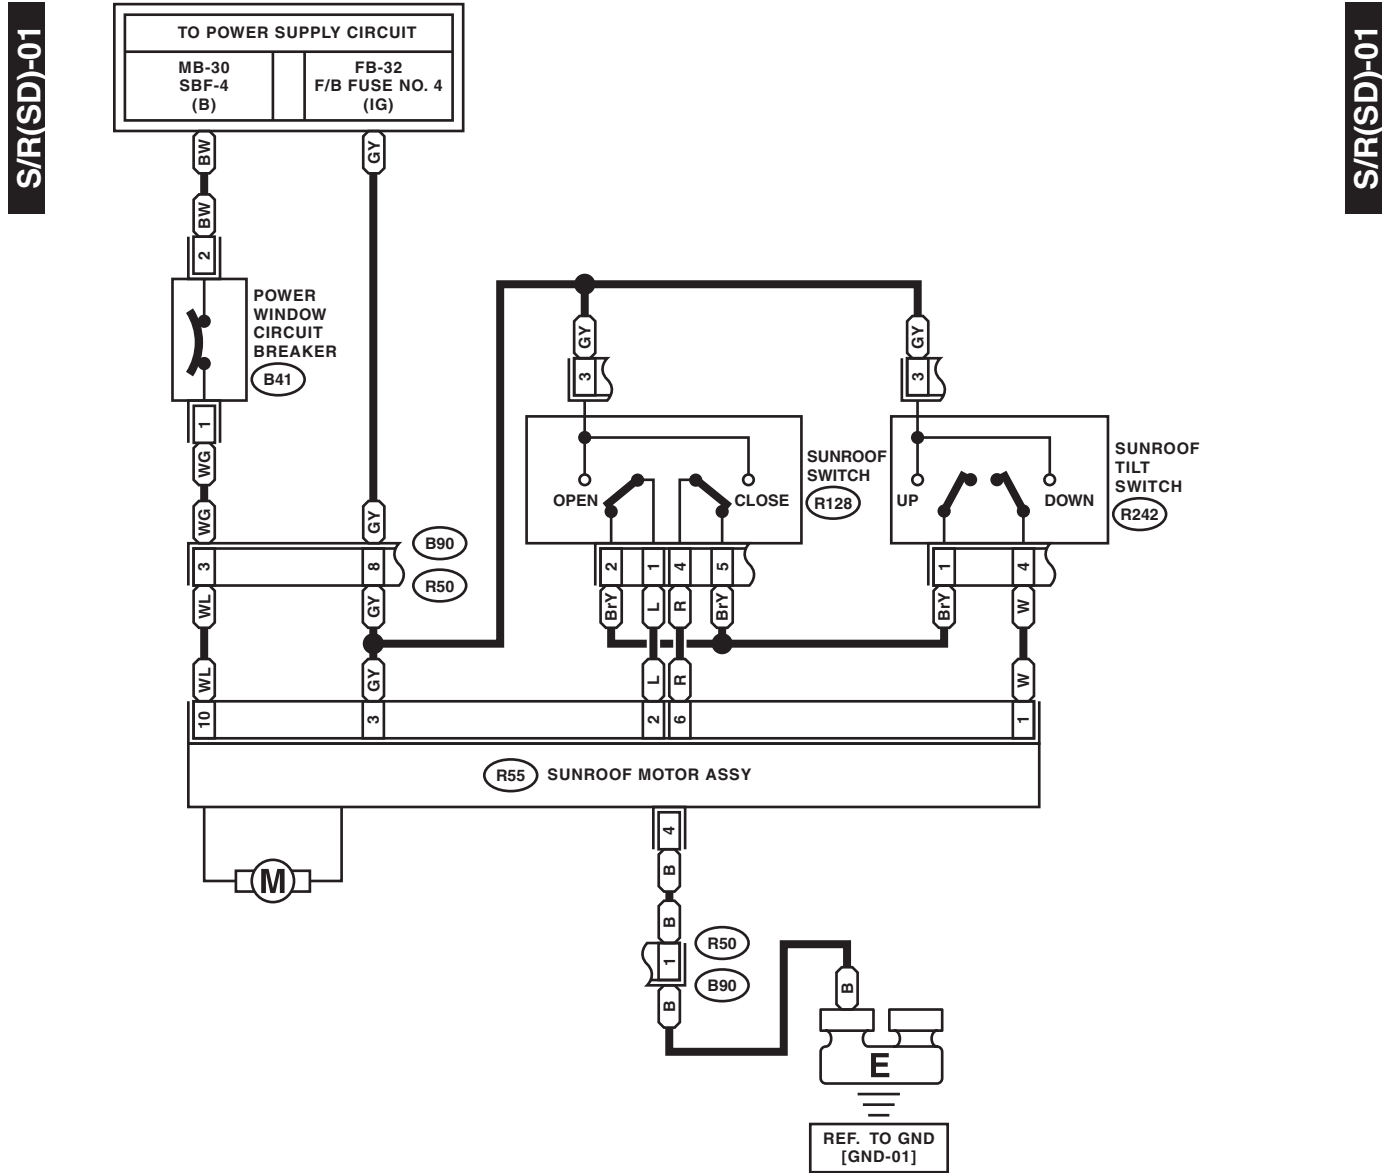 S/R(SD)-01
S/R(SD)-01
TO POWER SUPPLY CIRCUIT
MB-30
SBF-4
(B)
FB-32
F/B FUSE NO. 4
(IG)
BW
GY
BW
2
POWER
WINDOW
CIRCUIT
BREAKER
B41
1
WG
WG
GY
B90
3
8
R50
WL
GY
WL
GY
GY
GY
3
3
OPEN
CLOSE
SUNROOF
SWITCH
R128
UP
DOWN
SUNROOF
TILT
SWITCH
R242
2
1
4
5
1
4
BrY
L
R
BrY
BrY
W
L
R
W
10
3
2
6
1
R55
SUNROOF MOTOR ASSY
M
4
B
B
R50
1
B90
B
B
E
REF. TO GND
[GND-01]